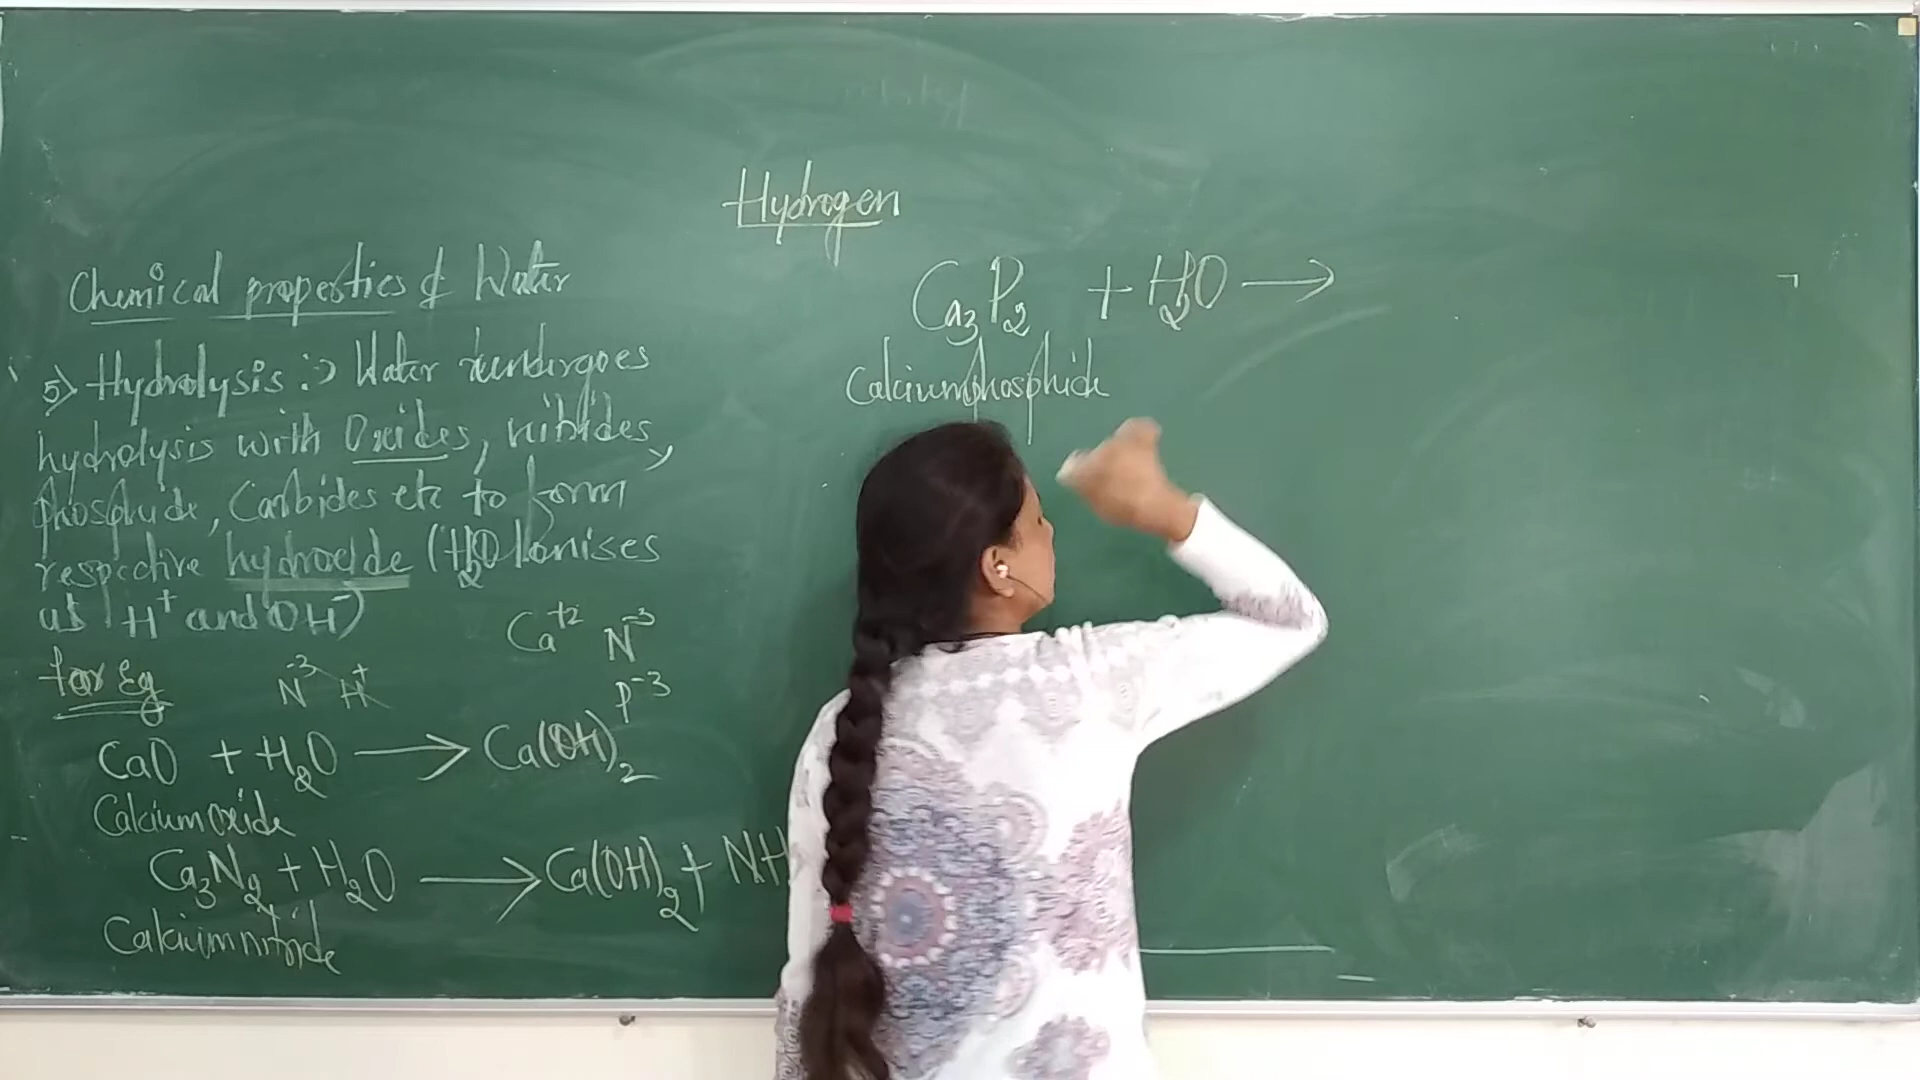 Hydrogen
Chemical properties of Water
5) Hydrolysis :-> Water undergoes
hydrolysis with Oxides, nitrides,
phosphide, Carbides etc to form
respective hydroxide (H₂O Ionises
as H⁺ and OH⁻)
for Eg
N⁻³ H⁺
Ca⁺² N⁻³
P⁻³
CaO + H₂O ⟶ Ca(OH)₂
Calcium Oxide
Ca₃N₂ + H₂O ⟶ Ca(OH)₂ + NH
Calcium nitride
Ca₃P₂ + H₂O ⟶
Calcium phosphide